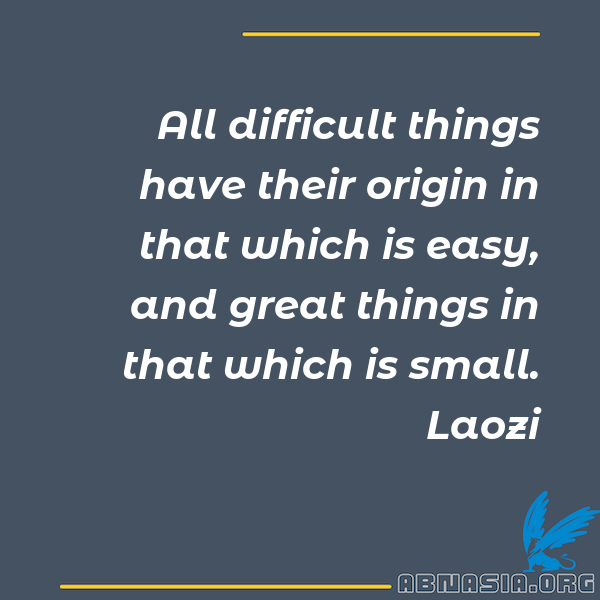 All difficult things
have their origin in
that which is easy,
and great things in
that which is small.
Laozi
ABNASIA.ORG